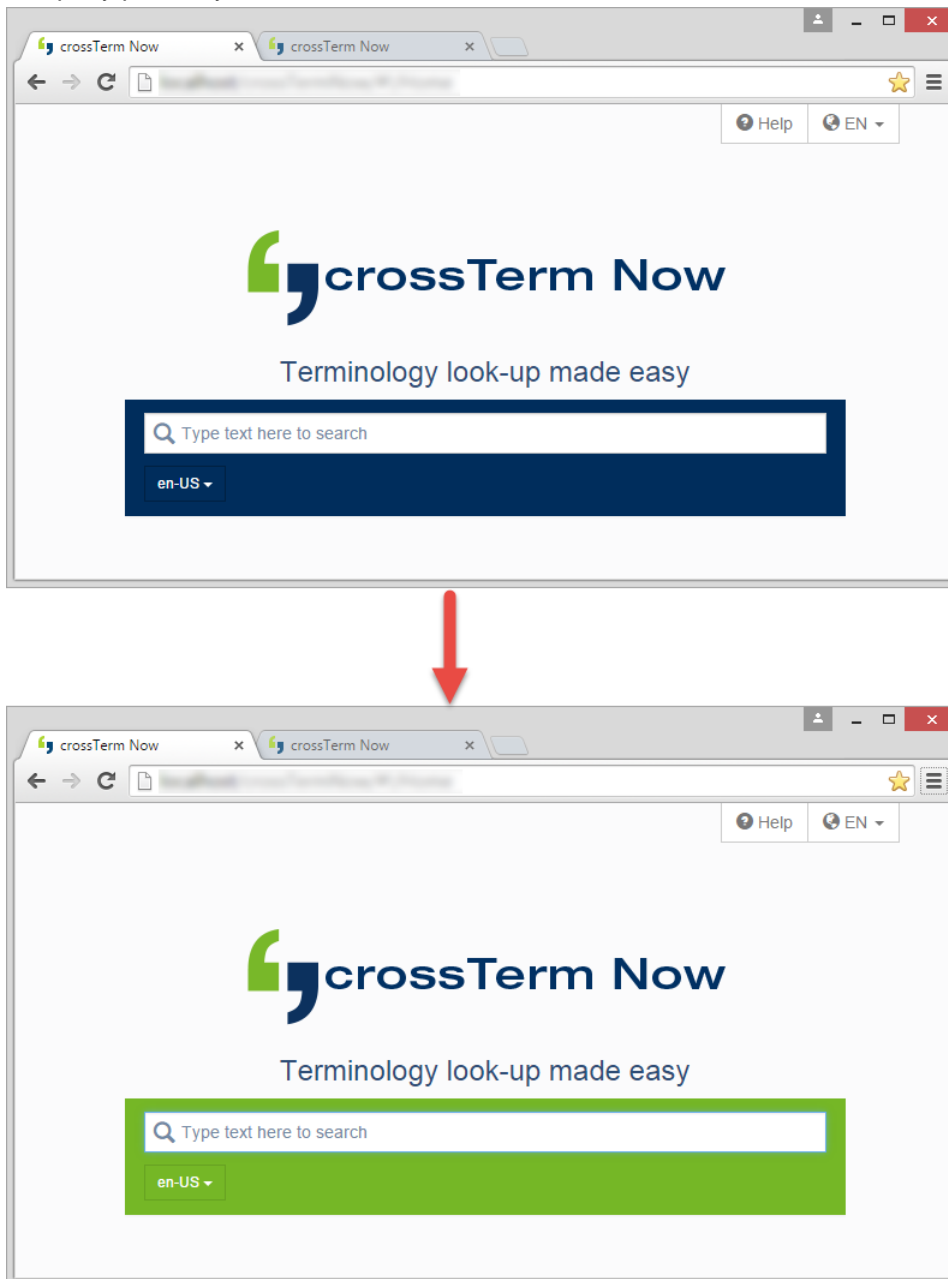 crossTerm Now
crossTerm Now
Help
EN
crossTerm Now
Terminology look-up made easy
Type text here to search
en-US
crossTerm Now
crossTerm Now
Help
EN
crossTerm Now
Terminology look-up made easy
Type text here to search
en-US